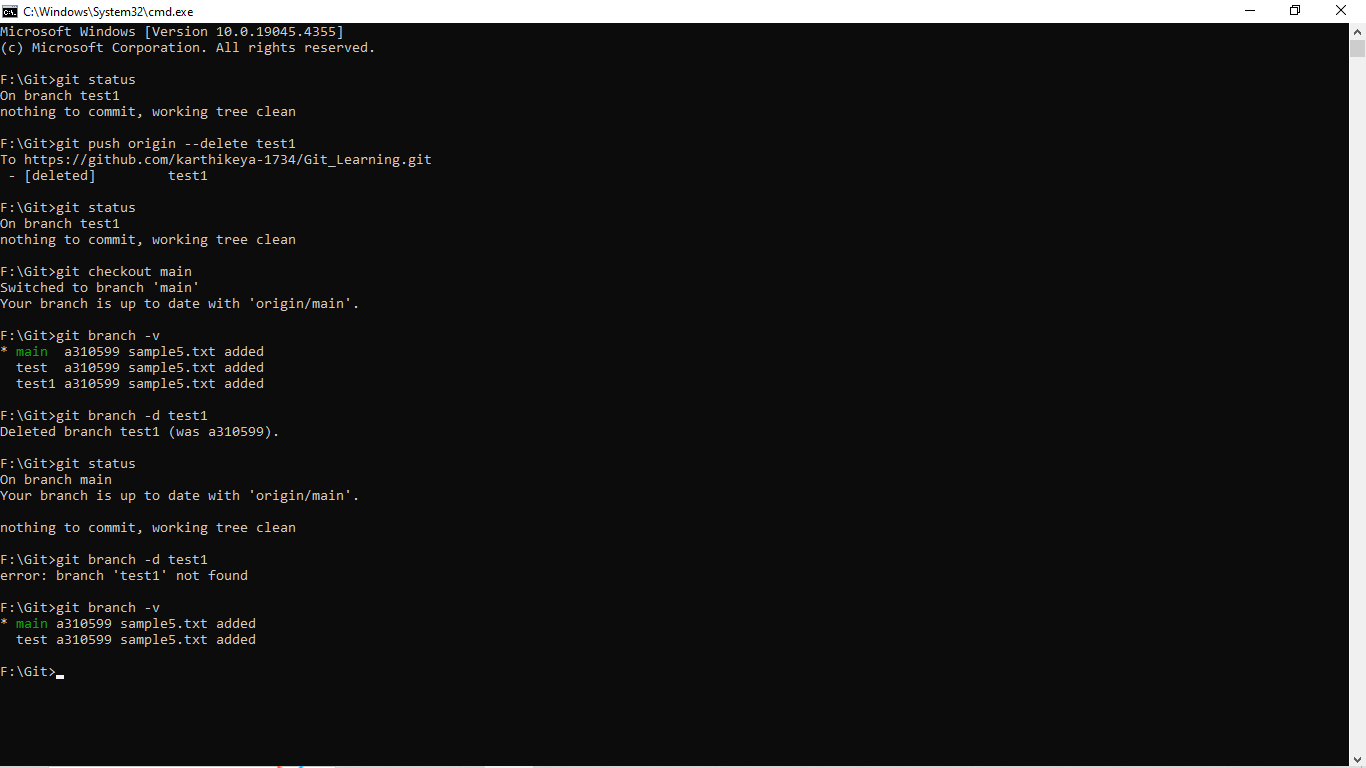 C:\Windows\System32\cmd.exe
Microsoft Windows [Version 10.0.19045.4355]
(c) Microsoft Corporation. All rights reserved.
F:\Git>git status
On branch test1
nothing to commit, working tree clean
F:\Git>git push origin --delete test1
To https://github.com/karthikeya-1734/Git_Learning.git
 - [deleted]         test1
F:\Git>git status
On branch test1
nothing to commit, working tree clean
F:\Git>git checkout main
Switched to branch 'main'
Your branch is up to date with 'origin/main'.
F:\Git>git branch -v
* main  a310599 sample5.txt added
  test  a310599 sample5.txt added
  test1 a310599 sample5.txt added
F:\Git>git branch -d test1
Deleted branch test1 (was a310599).
F:\Git>git status
On branch main
Your branch is up to date with 'origin/main'.
nothing to commit, working tree clean
F:\Git>git branch -d test1
error: branch 'test1' not found
F:\Git>git branch -v
* main a310599 sample5.txt added
  test a310599 sample5.txt added
F:\Git>